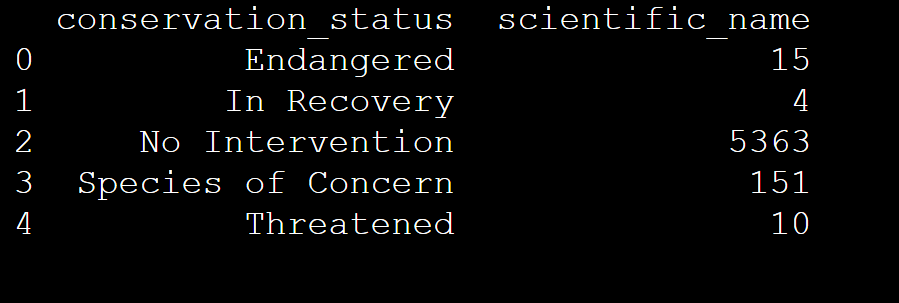 conservation_status scientific_name
0 Endangered 15
1 In Recovery 4
2 No Intervention 5363
3 Species of Concern 151
4 Threatened 10